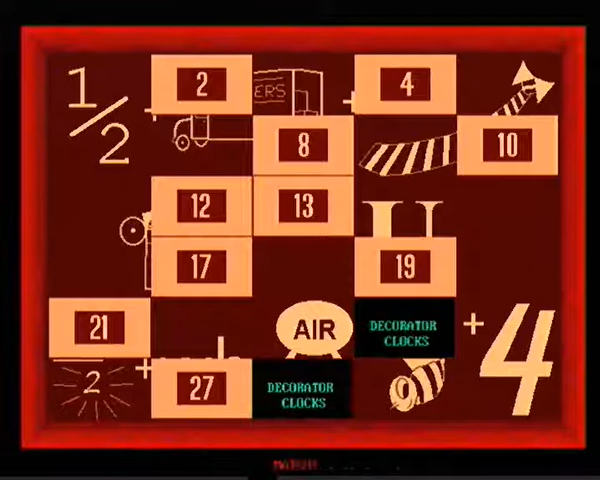 1/2
2
ERS
4
+
+
8
10
12
13
17
19
21
AIR
DECORATOR
CLOCKS
+4
2
+
27
DECORATOR
CLOCKS